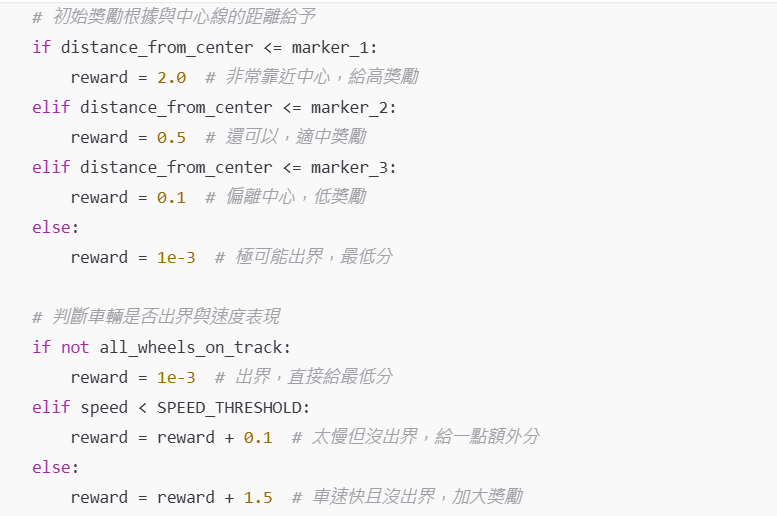 # 初始獎勵根據與中心線的距離給予
if distance_from_center <= marker_1:
    reward = 2.0  # 非常靠近中心，給高獎勵
elif distance_from_center <= marker_2:
    reward = 0.5  # 還可以，適中獎勵
elif distance_from_center <= marker_3:
    reward = 0.1  # 偏離中心，低獎勵
else:
    reward = 1e-3  # 極可能出界，最低分
# 判斷車輛是否出界與速度表現
if not all_wheels_on_track:
    reward = 1e-3  # 出界，直接給最低分
elif speed < SPEED_THRESHOLD:
    reward = reward + 0.1  # 太慢但沒出界，給一點額外分
else:
    reward = reward + 1.5  # 車速快且沒出界，加大獎勵